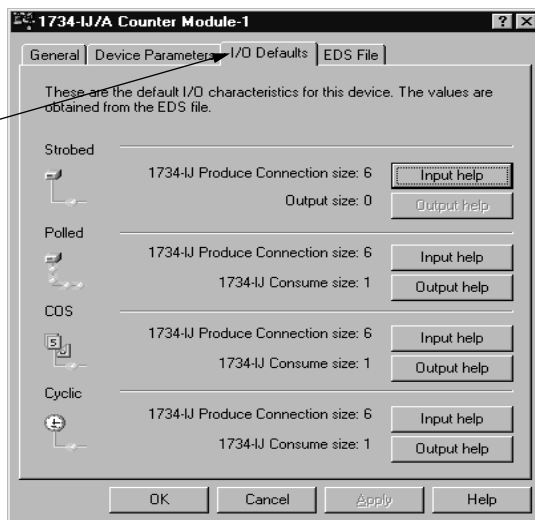 1734-IJ/A Counter Module-1
General
Device Parameters
I/O Defaults
EDS File
These are the default I/O characteristics for this device. The values are
obtained from the EDS file.
Strobed
1734-IJ Produce Connection size: 6
Input help
Output size: 0
Output help
Polled
1734-IJ Produce Connection size: 6
Input help
1734-IJ Consume size: 1
Output help
COS
1734-IJ Produce Connection size: 6
Input help
1734-IJ Consume size: 1
Output help
Cyclic
1734-IJ Produce Connection size: 6
Input help
1734-IJ Consume size: 1
Output help
OK
Cancel
Apply
Help